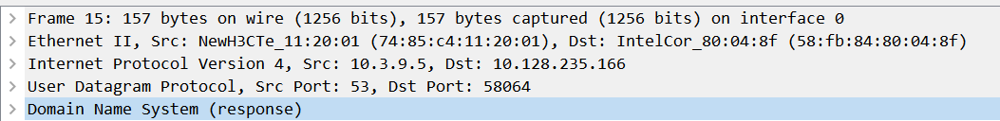 Frame 15: 157 bytes on wire (1256 bits), 157 bytes captured (1256 bits) on interface 0
Ethernet II, Src: NewH3CTe_11:20:01 (74:85:c4:11:20:01), Dst: IntelCor_80:04:8f (58:fb:84:80:04:8f)
Internet Protocol Version 4, Src: 10.3.9.5, Dst: 10.128.235.166
User Datagram Protocol, Src Port: 53, Dst Port: 58064
Domain Name System (response)